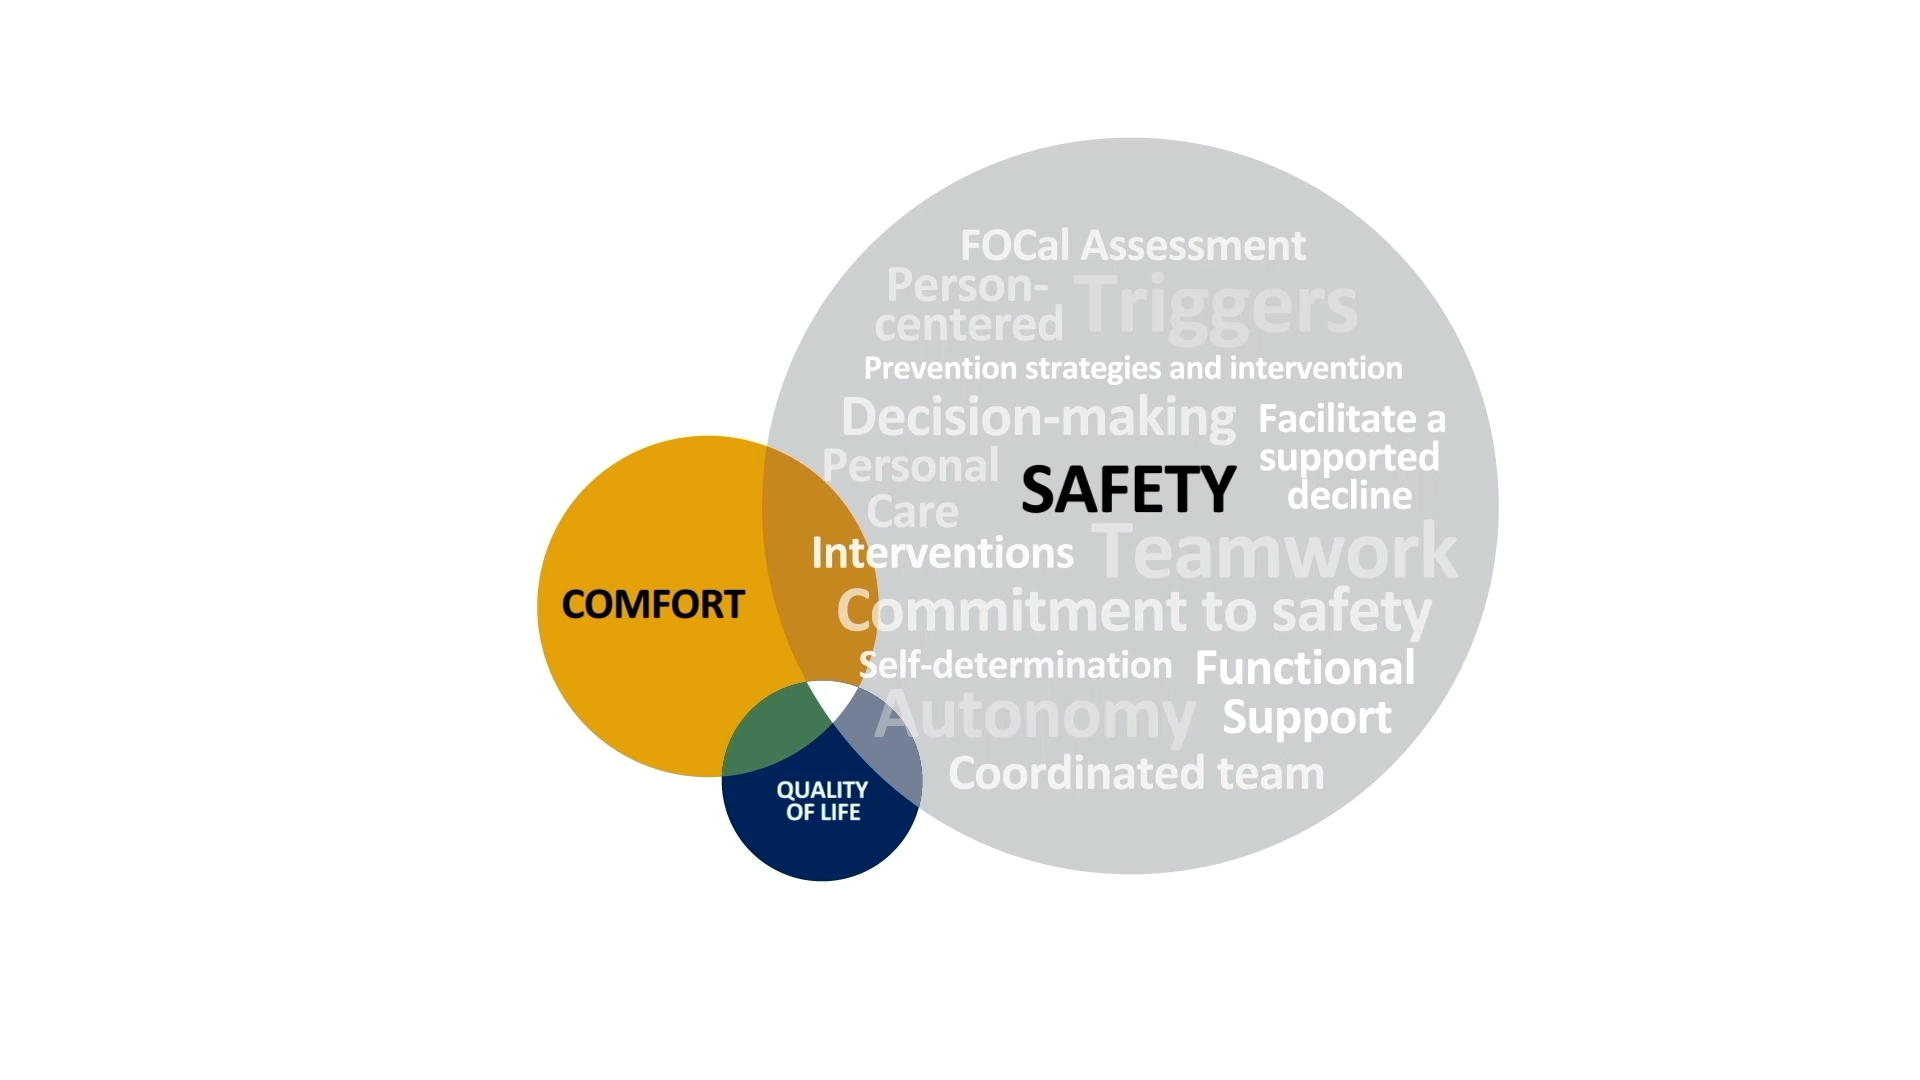 FOCal Assessment
Person-
centered
Triggers
Prevention strategies and intervention
Decision-making
Facilitate a
supported
decline
Personal
Care
SAFETY
Interventions
Teamwork
COMFORT
Commitment to safety
Self-determination
Functional
Support
Autonomy
Coordinated team
QUALITY
OF LIFE